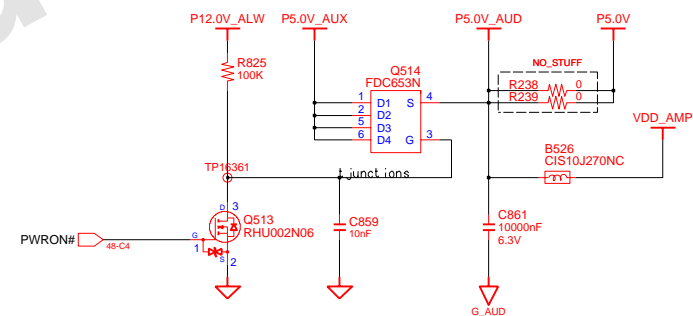 P12.0V_ALW P5.0V_AUX P5.0V_AUD P5.0V
R825
100K
Q514
FDC653N
1 D1 S 4
2 D2
5 D3
6 D4 G 3
NO_STUFF
R238 0
R239 0
VDD_AMP
B526
CIS10J270NC
TP16361
t junctions
D 3
Q513
RHU002N06
PWRON# 48-C4 G
1
S 2
C859
10nF
C861
10000nF
6.3V
G_AUD